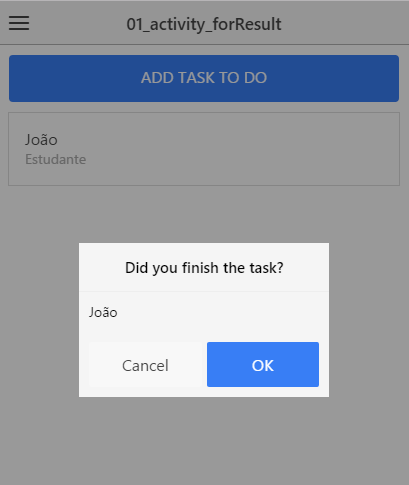 01_activity_forResult
ADD TASK TO DO
João
Estudante
Did you finish the task?
João
Cancel
OK